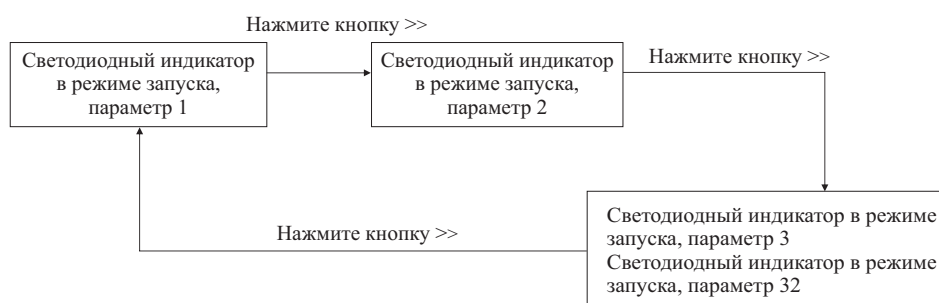 Нажмите кнопку >>
Светодиодный индикатор
в режиме запуска,
параметр 1
Светодиодный индикатор
в режиме запуска,
параметр 2
Нажмите кнопку >>
Светодиодный индикатор в режиме
запуска, параметр 3
Светодиодный индикатор в режиме
запуска, параметр 32
Нажмите кнопку >>